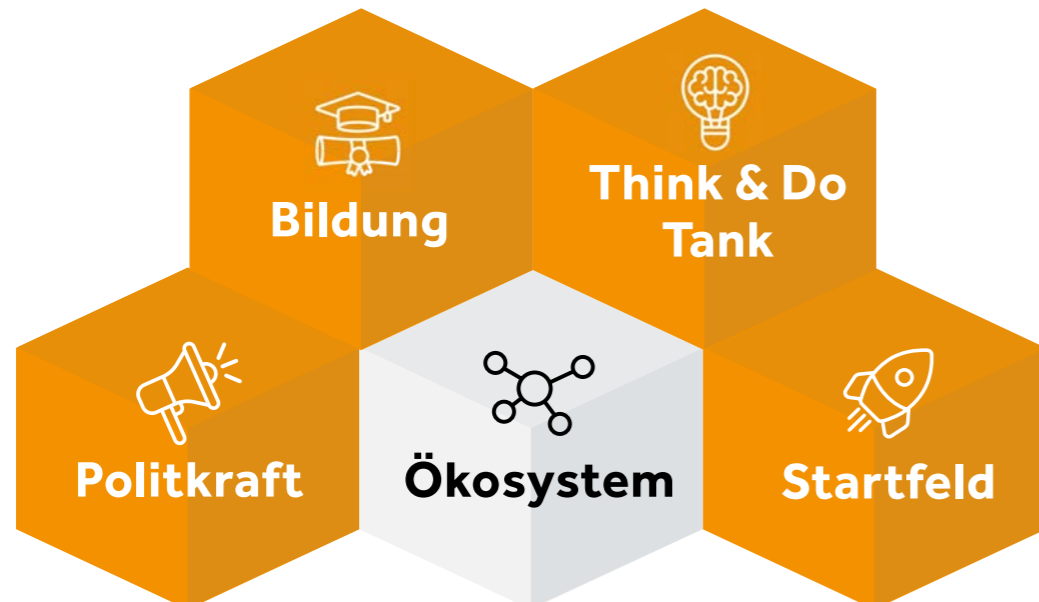 Bildung
Think & Do
Tank
Politkraft
Ökosystem
Startfeld